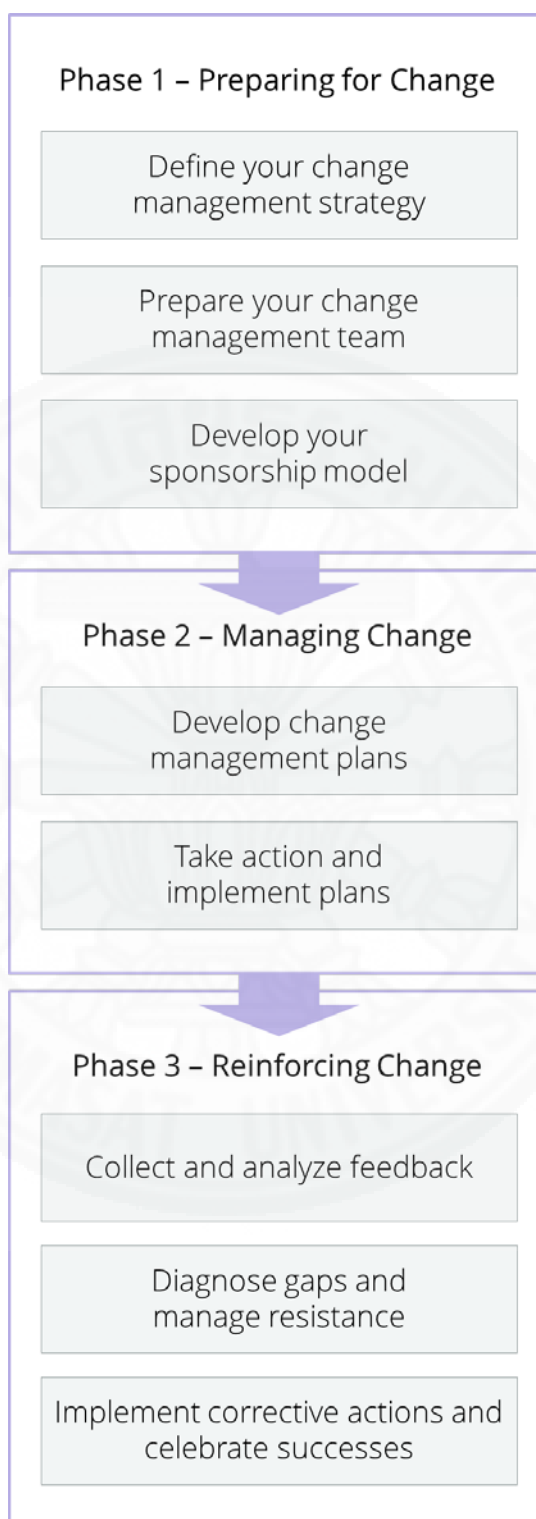 Phase 1 – Preparing for Change
Define your change
management strategy
Prepare your change
management team
Develop your
sponsorship model
Phase 2 – Managing Change
Develop change
management plans
Take action and
implement plans
Phase 3 – Reinforcing Change
Collect and analyze feedback
Diagnose gaps and
manage resistance
Implement corrective actions and
celebrate successes